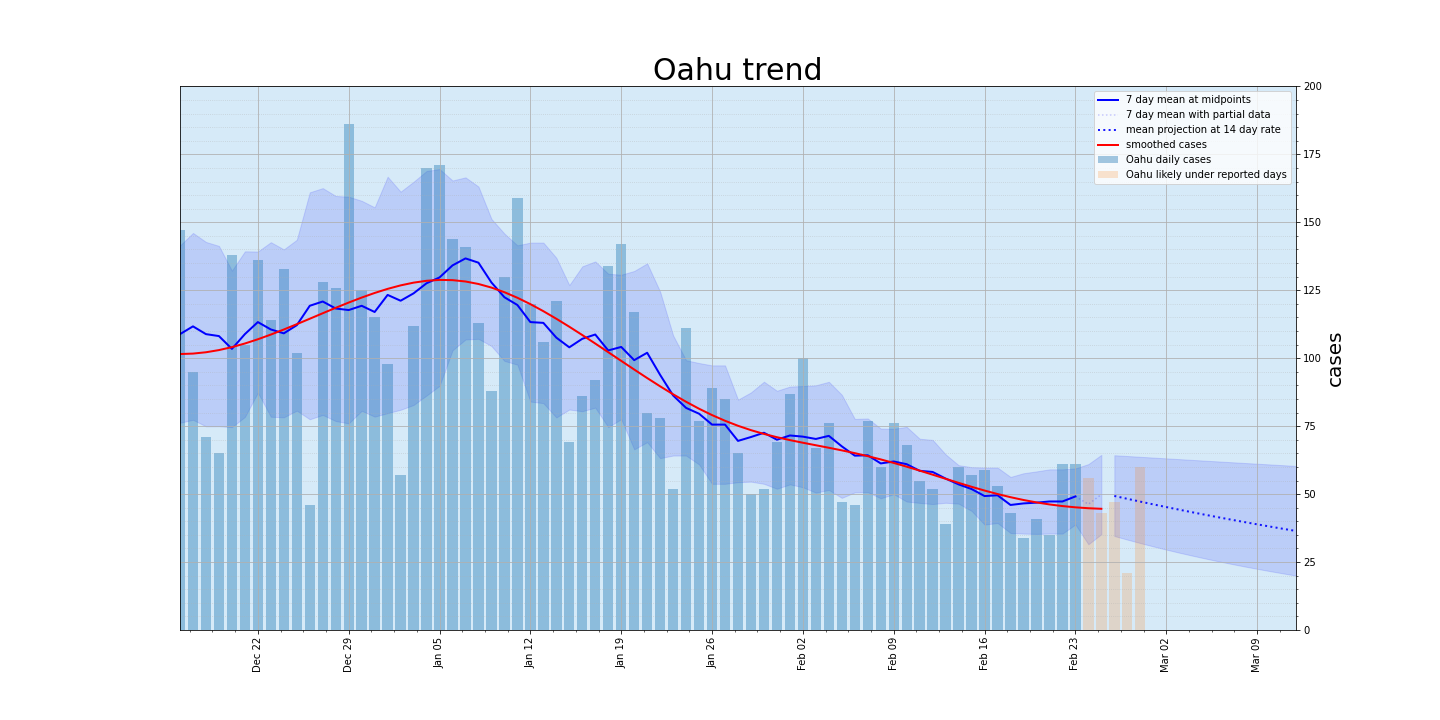 Oahu trend
7 day mean at midpoints
7 day mean with partial data
mean projection at 14 day rate
smoothed cases
Oahu daily cases
Oahu likely under reported days
200
175
150
125
100
75
50
25
0
cases
Dec 22
Dec 29
Jan 05
Jan 12
Jan 19
Jan 26
Feb 02
Feb 09
Feb 16
Feb 23
Mar 02
Mar 09